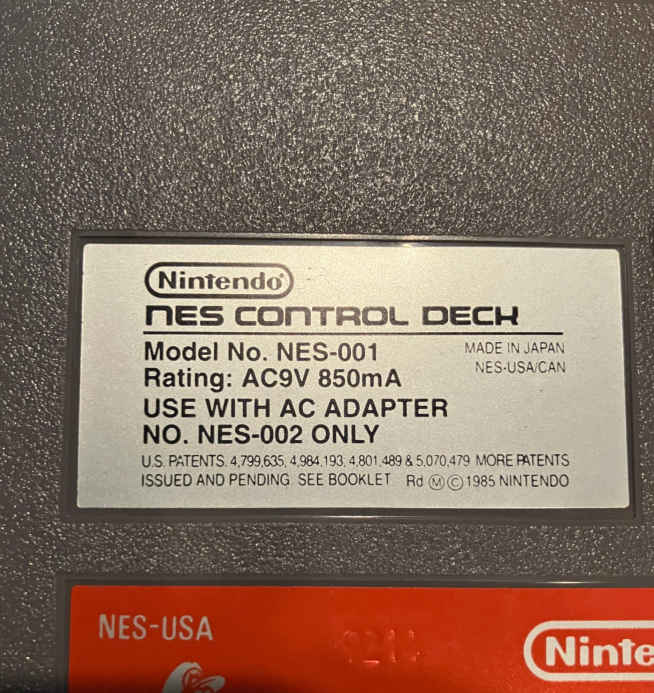 Nintendo®
NES CONTROL DECK
Model No. NES-001
MADE IN JAPAN
Rating: AC9V 850mA
NES-USA/CAN
USE WITH AC ADAPTER
NO. NES-002 ONLY
U.S. PATENTS. 4,799,635, 4,984,193, 4,801,489 & 5,070,479 MORE PATENTS
ISSUED AND PENDING SEE BOOKLET Rd Ⓜ©1985 NINTENDO
NES-USA
Ninte